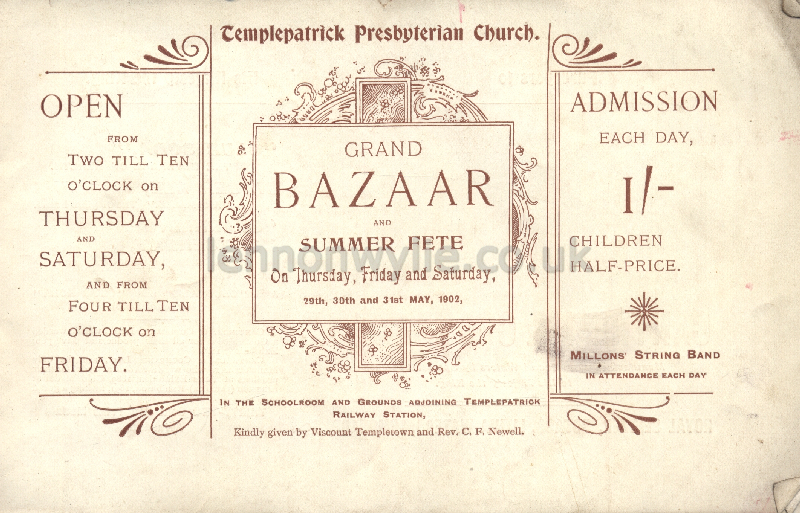 Templepatrick Presbyterian Church.
OPEN
FROM
TWO TILL TEN
O'CLOCK on
THURSDAY
AND
SATURDAY,
AND FROM
FOUR TILL TEN
O'CLOCK on
FRIDAY.
GRAND
BAZAAR
AND
SUMMER FETE
On Thursday, Friday and Saturday,
29th, 30th and 31st MAY, 1902,
IN THE SCHOOLROOM AND GROUNDS ADJOINING TEMPLEPATRICK
RAILWAY STATION,
Kindly given by Viscount Templetown and Rev. C. F. Newell.
ADMISSION
EACH DAY,
1/-
CHILDREN
HALF-PRICE.
MILLONS' STRING BAND
IN ATTENDANCE EACH DAY
lennonwylie.co.uk